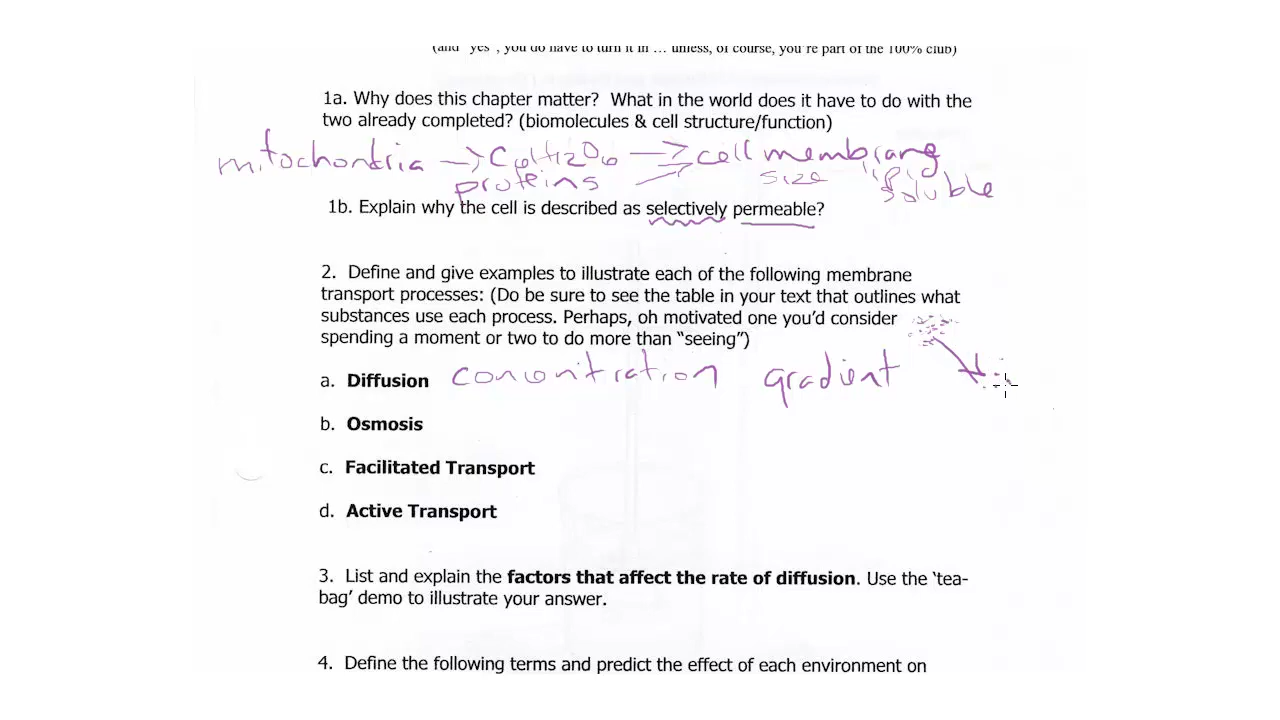 (and "yes", you do have to turn it in … unless, of course, you're part of the 100% club)
1a. Why does this chapter matter? What in the world does it have to do with the
two already completed? (biomolecules & cell structure/function)
mitochondria → C6H12O6 → cell membrane
proteins → size lipid
soluble
1b. Explain why the cell is described as selectively permeable?
2. Define and give examples to illustrate each of the following membrane
transport processes: (Do be sure to see the table in your text that outlines what
substances use each process. Perhaps, oh motivated one you'd consider
spending a moment or two to do more than "seeing")
a. Diffusion concentration gradient
b. Osmosis
c. Facilitated Transport
d. Active Transport
3. List and explain the factors that affect the rate of diffusion. Use the 'tea-
bag' demo to illustrate your answer.
4. Define the following terms and predict the effect of each environment on